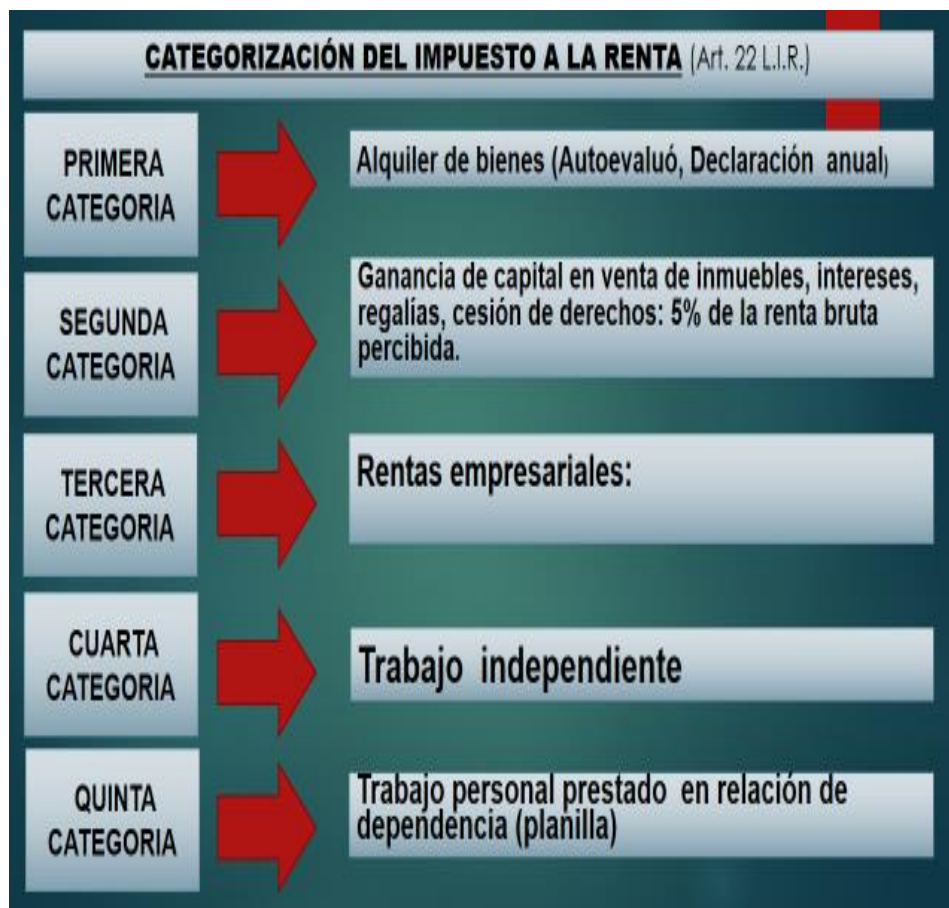 CATEGORIZACIÓN DEL IMPUESTO A LA RENTA (Art. 22 L.I.R.)
PRIMERA
CATEGORIA
Alquiler de bienes (Autoevaluó, Declaración anual)
SEGUNDA
CATEGORIA
Ganancia de capital en venta de inmuebles, intereses,
regalías, cesión de derechos: 5% de la renta bruta
percibida.
TERCERA
CATEGORIA
Rentas empresariales:
CUARTA
CATEGORIA
Trabajo independiente
QUINTA
CATEGORIA
Trabajo personal prestado en relación de
dependencia (planilla)